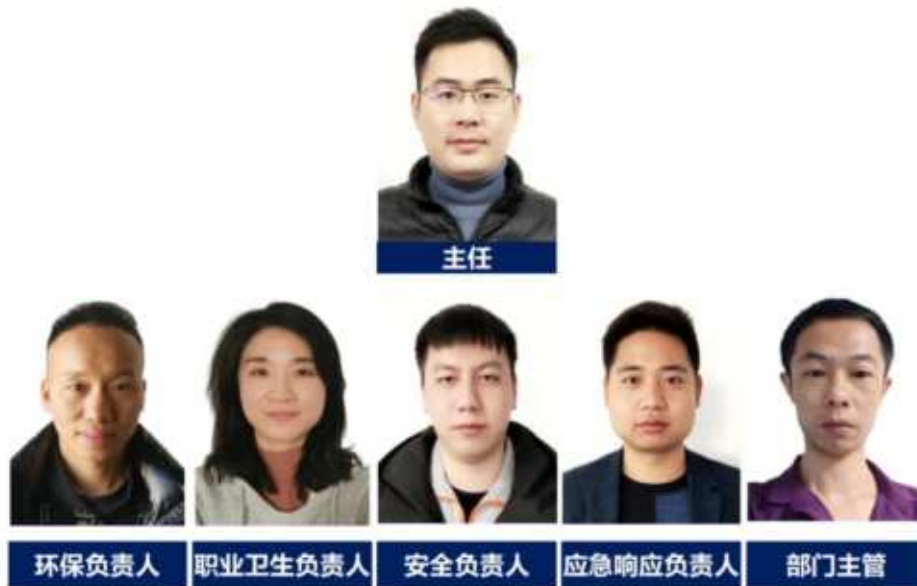 主任
环保负责人
职业卫生负责人
安全负责人
应急响应负责人
部门主管